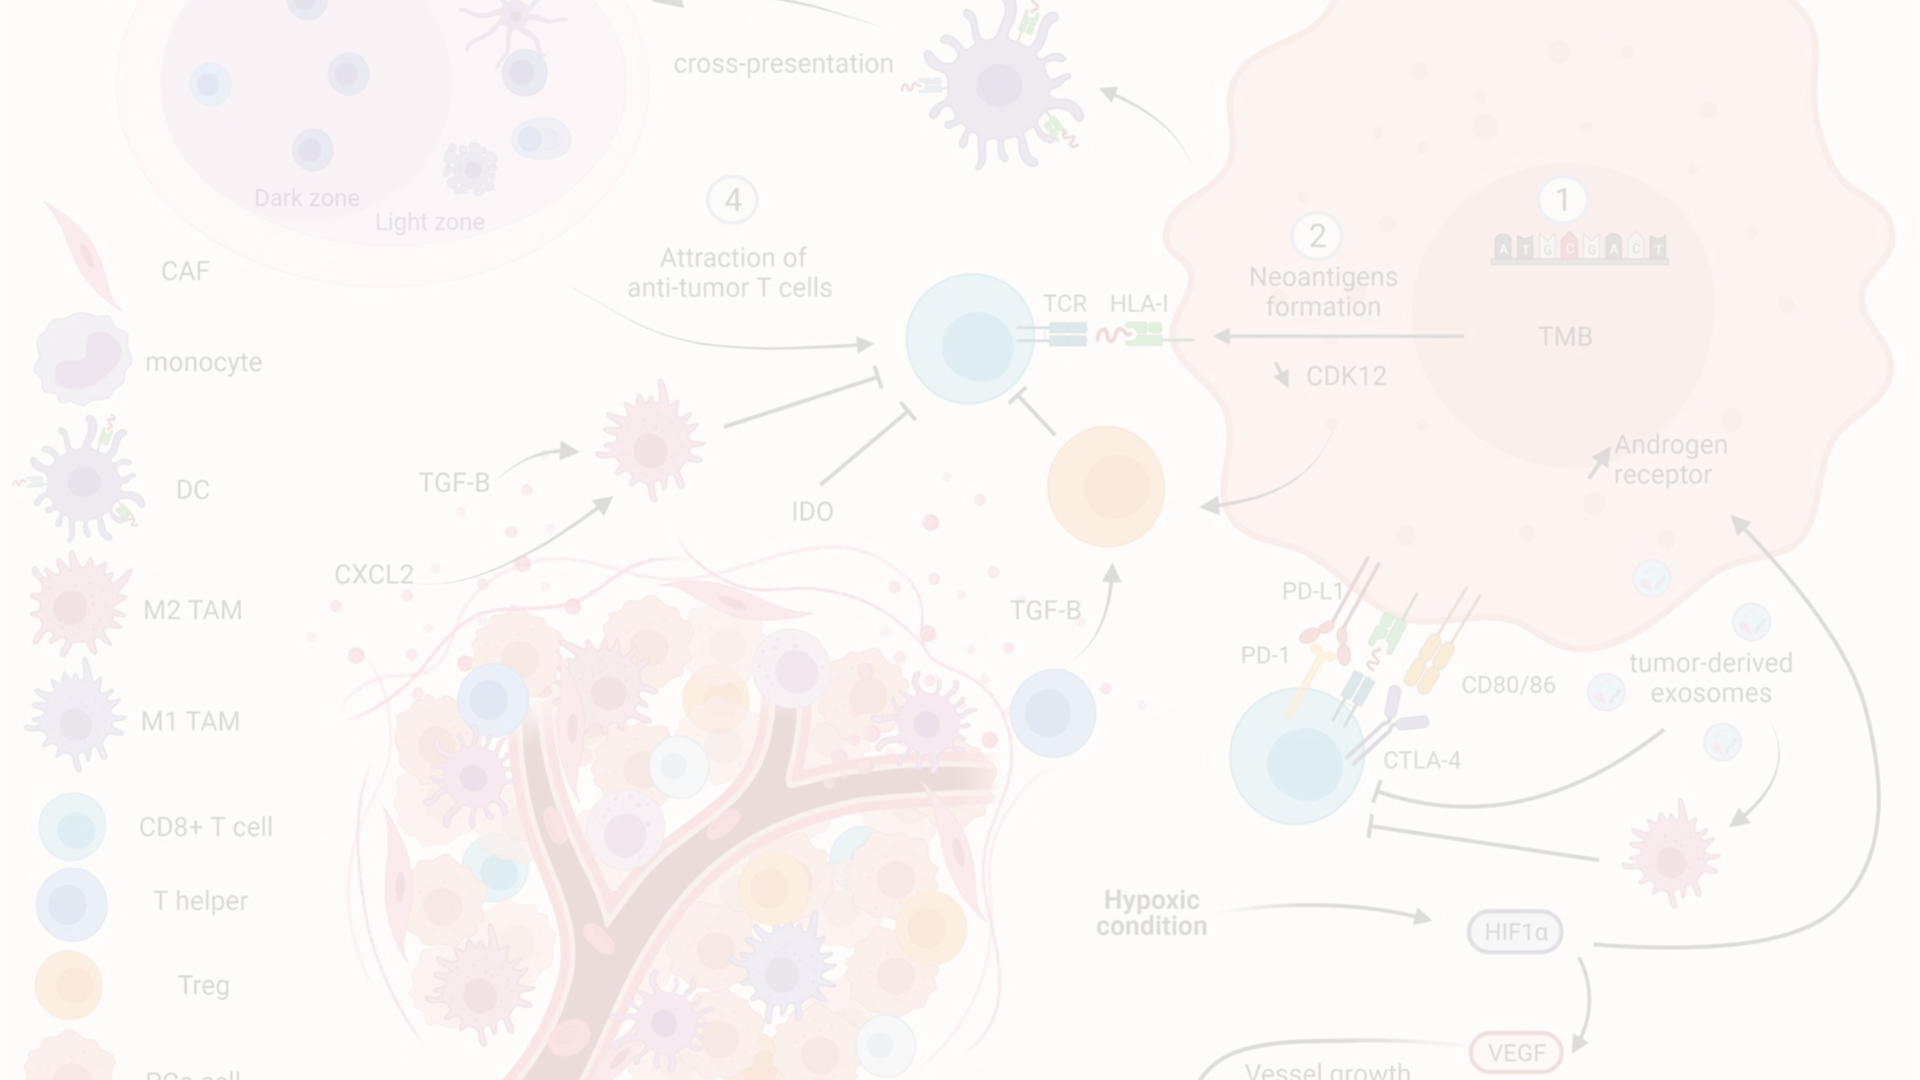 cross-presentation
Dark zone
Light zone
4
Attraction of
anti-tumor T cells
1
A T G C G A C T
2
Neoantigens
formation
TCR HLA-I
TMB
CDK12
Androgen
receptor
CAF
monocyte
DC
M2 TAM
M1 TAM
CD8+ T cell
T helper
Treg
TGF-B
IDO
CXCL2
TGF-B
PD-L1
PD-1
CD80/86
CTLA-4
tumor-derived
exosomes
Hypoxic
condition
HIF1α
VEGF
Vessel growth